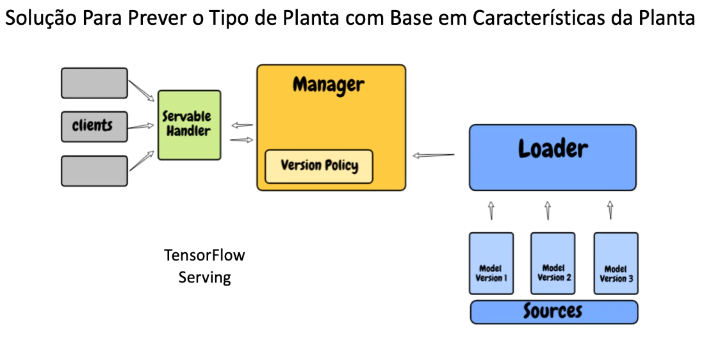 Solução Para Prever o Tipo de Planta com Base em Características da Planta
clients
Servable
Handler
Manager
Version Policy
Loader
Model
Version 1
Model
Version 2
Model
Version 3
Sources
TensorFlow
Serving